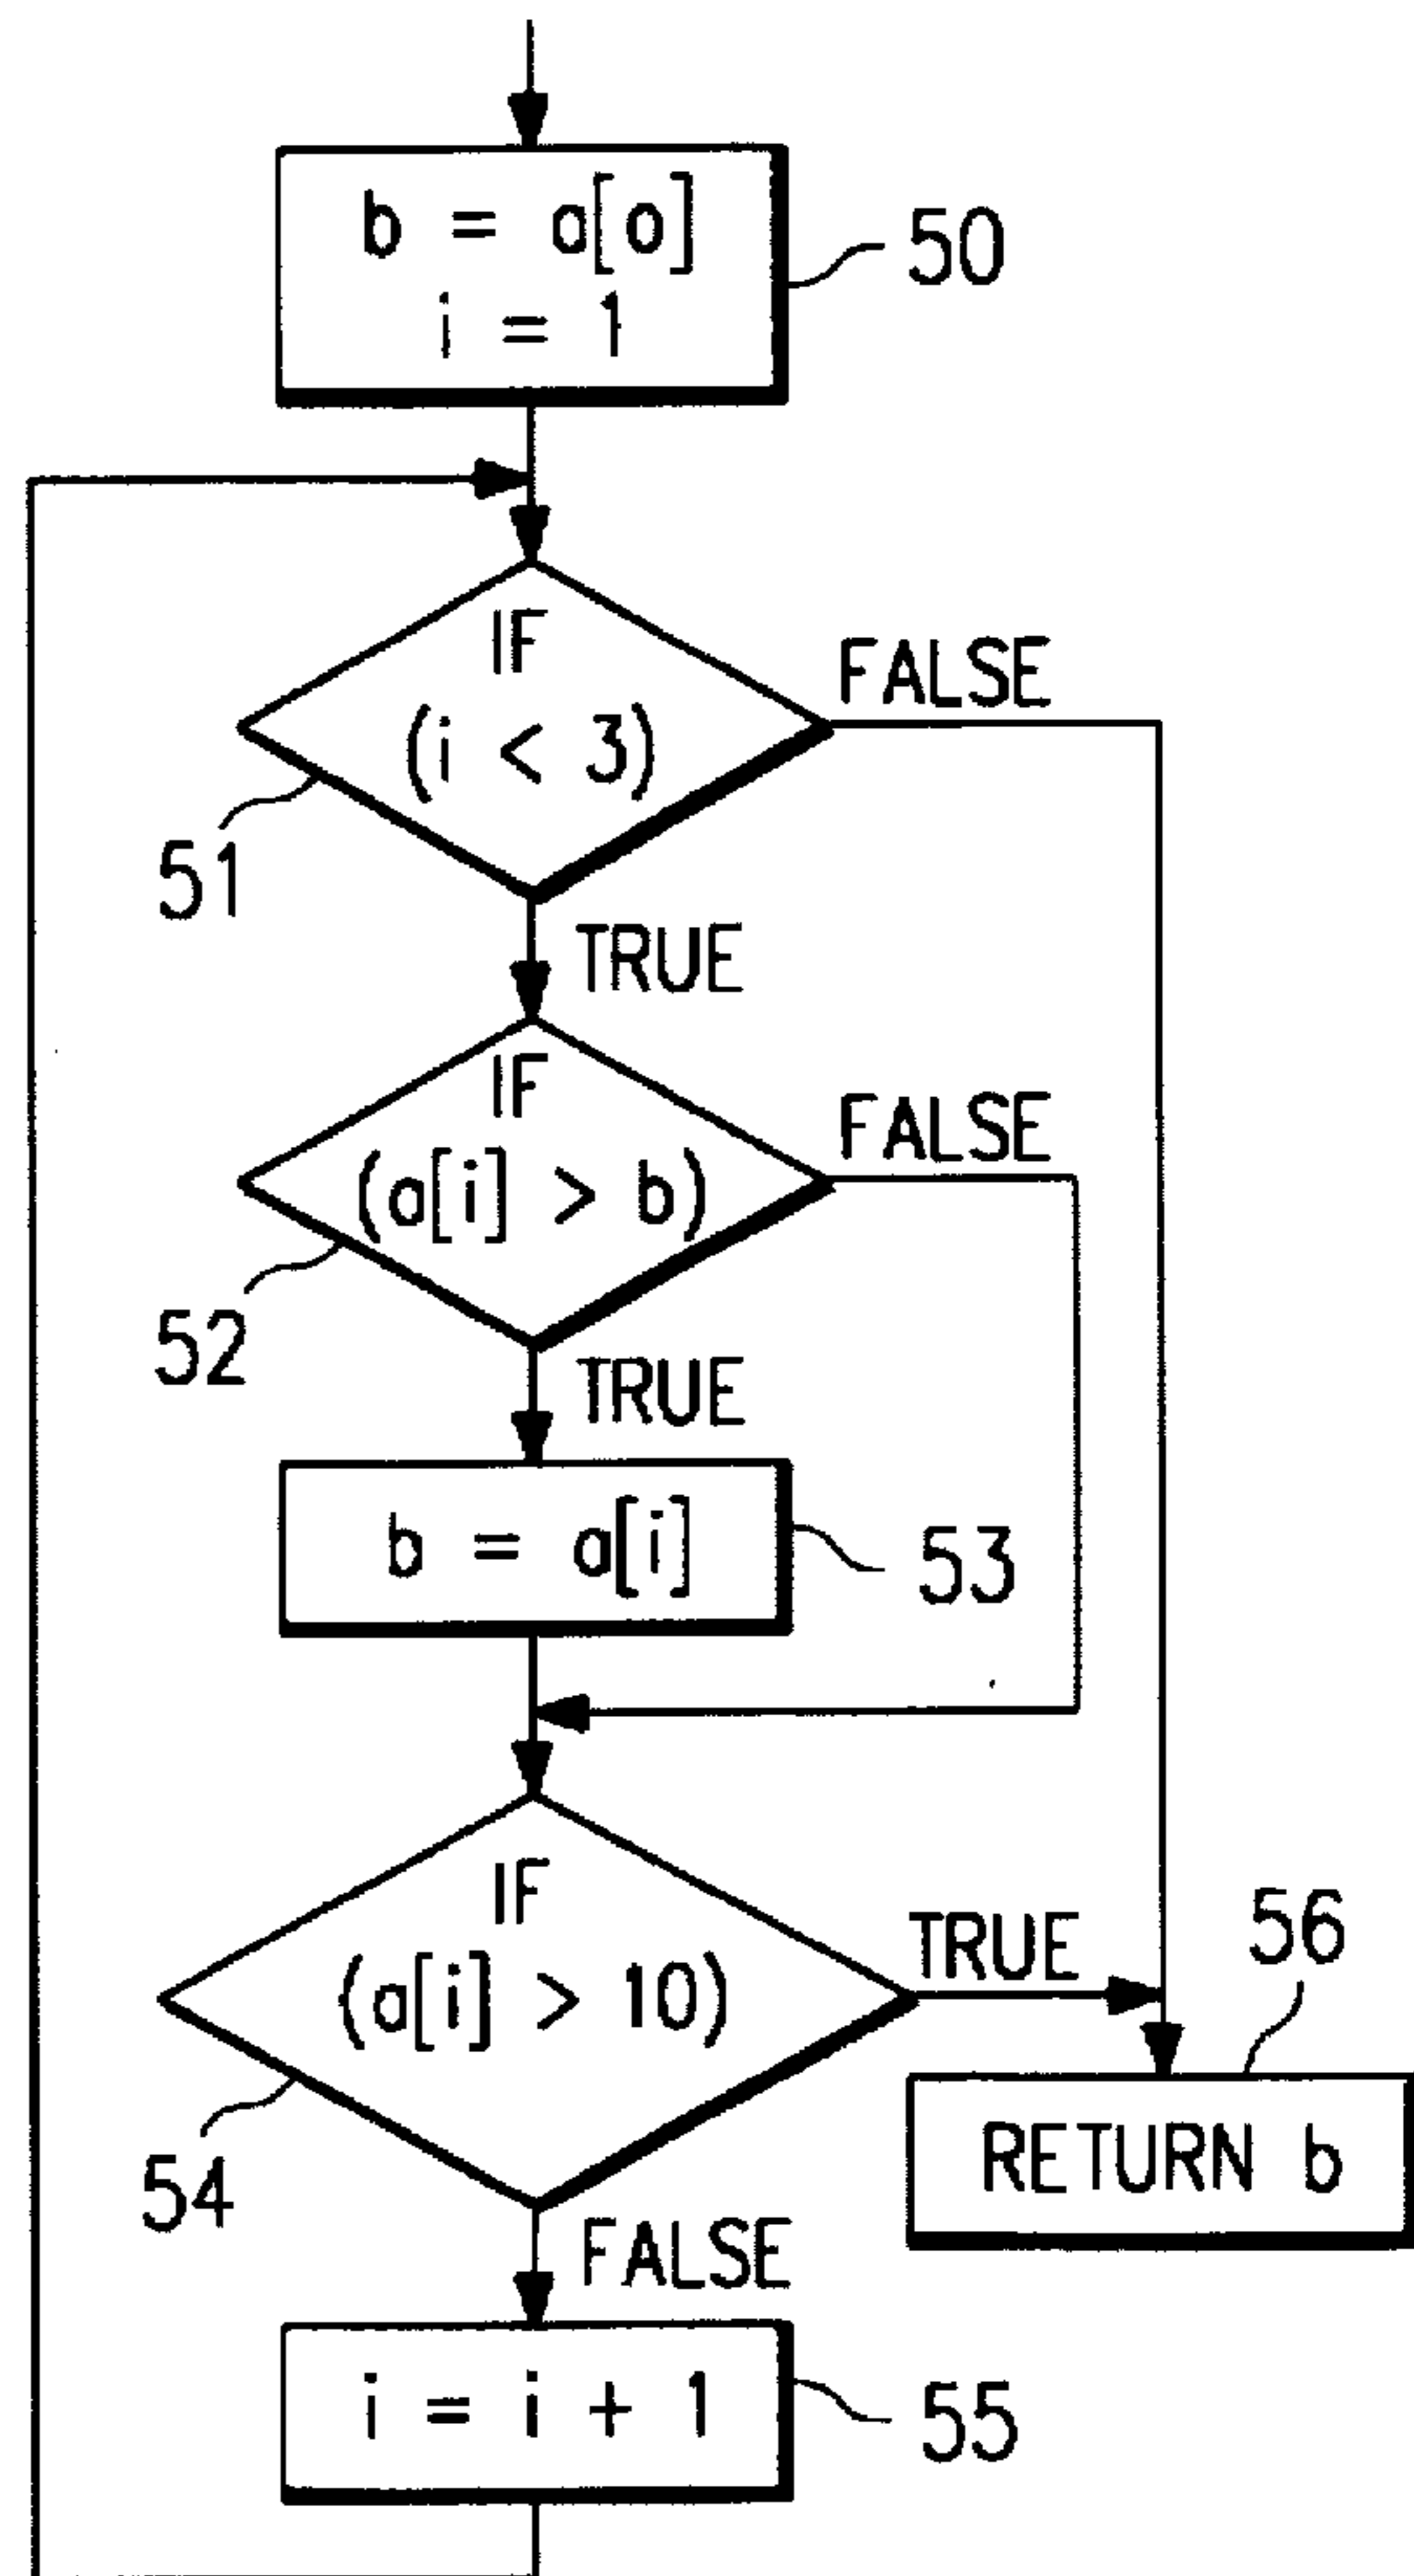 b = a[o]
i = 1
50
IF
(i < 3)
FALSE
51
TRUE
IF
(a[i] > b)
FALSE
52
TRUE
b = a[i]
53
IF
(a[i] > 10)
TRUE
56
54
RETURN b
FALSE
i = i + 1
55